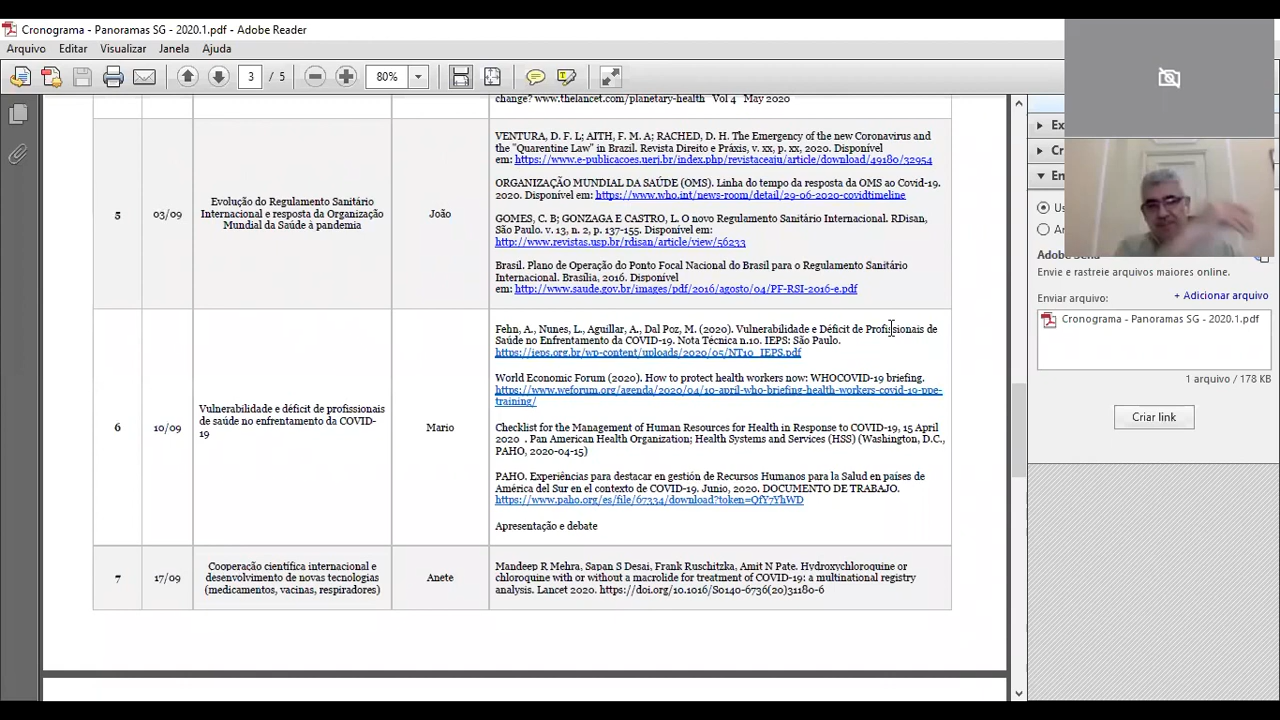 Cronograma - Panoramas SG - 2020.1.pdf - Adobe Reader
Arquivo Editar Visualizar Janela Ajuda
3 / 5 80%
change? www.thelancet.com/planetary-health Vol 4 May 2020
5
03/09
Evolução do Regulamento Sanitário
Internacional e resposta da Organização
Mundial da Saúde à pandemia
João
VENTURA, D. F. L; AITH, F. M. A; RACHED, D. H. The Emergency of the new Coronavirus and
the "Quarentine Law" in Brazil. Revista Direito e Práxis, v. xx, p. xx, 2020. Disponível
em: https://www.e-publicacoes.uerj.br/index.php/revistaceaju/article/download/49180/32954
ORGANIZAÇÃO MUNDIAL DA SAÚDE (OMS). Linha do tempo da resposta da OMS ao Covid-19.
2020. Disponível em: https://www.who.int/news-room/detail/29-06-2020-covidtimeline
GOMES, C. B; GONZAGA E CASTRO, L. O novo Regulamento Sanitário Internacional. RDisan,
São Paulo. v. 13, n. 2, p. 137-155. Disponível em:
http://www.revistas.usp.br/rdisan/article/view/56233
Brasil. Plano de Operação do Ponto Focal Nacional do Brasil para o Regulamento Sanitário
Internacional. Brasília, 2016. Disponível
em: http://www.saude.gov.br/images/pdf/2016/agosto/04/PF-RSI-2016-e.pdf
6
10/09
Vulnerabilidade e déficit de profissionais
de saúde no enfrentamento da COVID-
19
Mario
Fehn, A., Nunes, L., Aguillar, A., Dal Poz, M. (2020). Vulnerabilidade e Déficit de Profissionais de
Saúde no Enfrentamento da COVID-19. Nota Técnica n.10. IEPS: São Paulo.
https://ieps.org.br/wp-content/uploads/2020/05/NT10_IEPS.pdf
World Economic Forum (2020). How to protect health workers now: WHOCOVID-19 briefing.
https://www.weforum.org/agenda/2020/04/10-april-who-briefing-health-workers-covid-19-ppe-
training/
Checklist for the Management of Human Resources for Health in Response to COVID-19, 15 April
2020 . Pan American Health Organization; Health Systems and Services (HSS) (Washington, D.C.,
PAHO, 2020-04-15)
PAHO. Experiências para destacar en gestión de Recursos Humanos para la Salud en países de
América del Sur en el contexto de COVID-19. Junio, 2020. DOCUMENTO DE TRABAJO.
https://www.paho.org/es/file/67334/download?token=QfY7YhWD
Apresentação e debate
7
17/09
Cooperação científica internacional e
desenvolvimento de novas tecnologias
(medicamentos, vacinas, respiradores)
Anete
Mandeep R Mehra, Sapan S Desai, Frank Ruschitzka, Amit N Pate. Hydroxychloroquine or
chloroquine with or without a macrolide for treatment of COVID-19: a multinational registry
analysis. Lancet 2020. https://doi.org/10.1016/S0140-6736(20)31180-6
Ex
Cr
En
Us
Envie e rastreie arquivos maiores online.
+ Adicionar arquivo
Enviar arquivo:
Cronograma - Panoramas SG - 2020.1.pdf
1 arquivo / 178 KB
Criar link